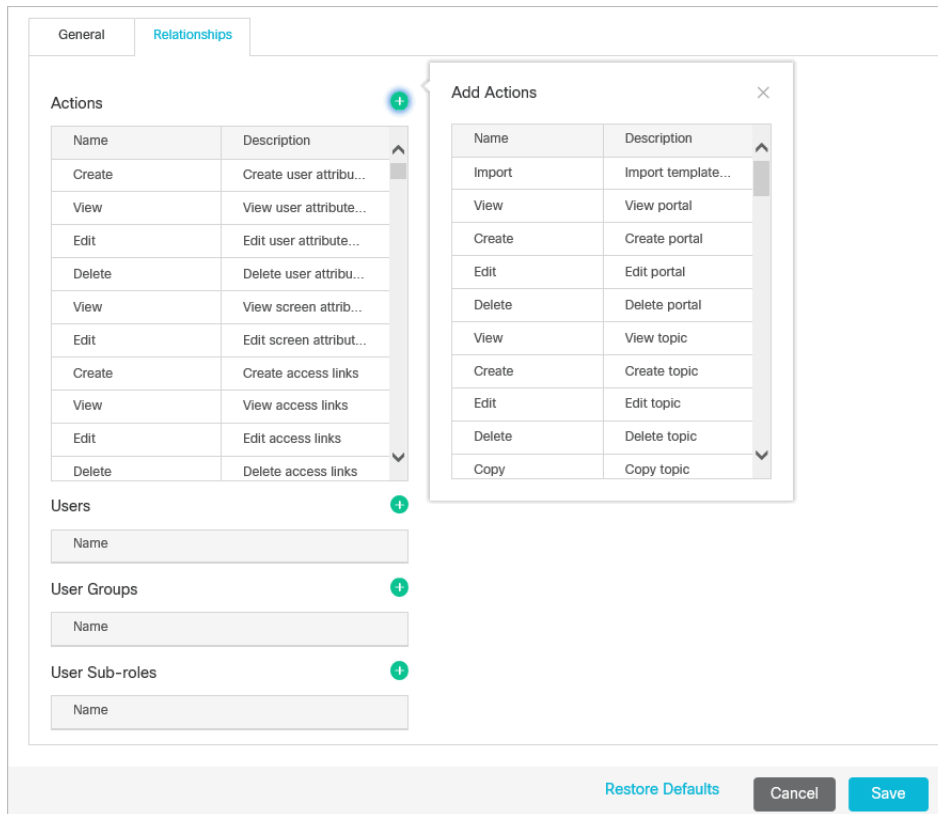 General Relationships
Actions
Name Description
Create Create user attribu...
View View user attribute...
Edit Edit user attribute...
Delete Delete user attribu...
View View screen attrib...
Edit Edit screen attribut...
Create Create access links
View View access links
Edit Edit access links
Delete Delete access links
Users
Name
User Groups
Name
User Sub-roles
Name
Add Actions
Name Description
Import Import template...
View View portal
Create Create portal
Edit Edit portal
Delete Delete portal
View View topic
Create Create topic
Edit Edit topic
Delete Delete topic
Copy Copy topic
Restore Defaults Cancel Save